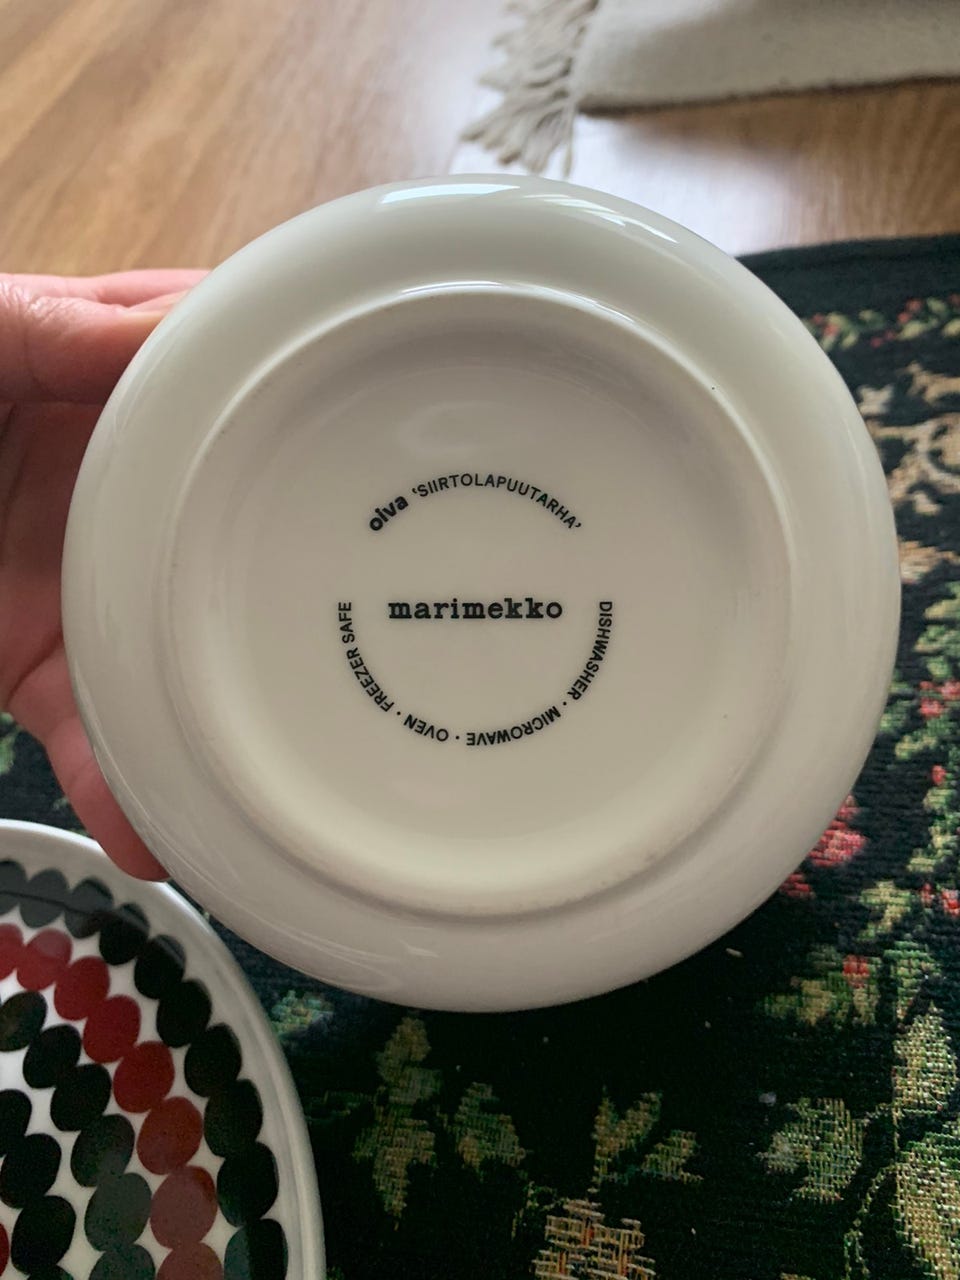 oiva ‘SIIRTOLAPUUTARHA’
marimekko
DISHWASHER · MICROWAVE · OVEN · FREEZER SAFE